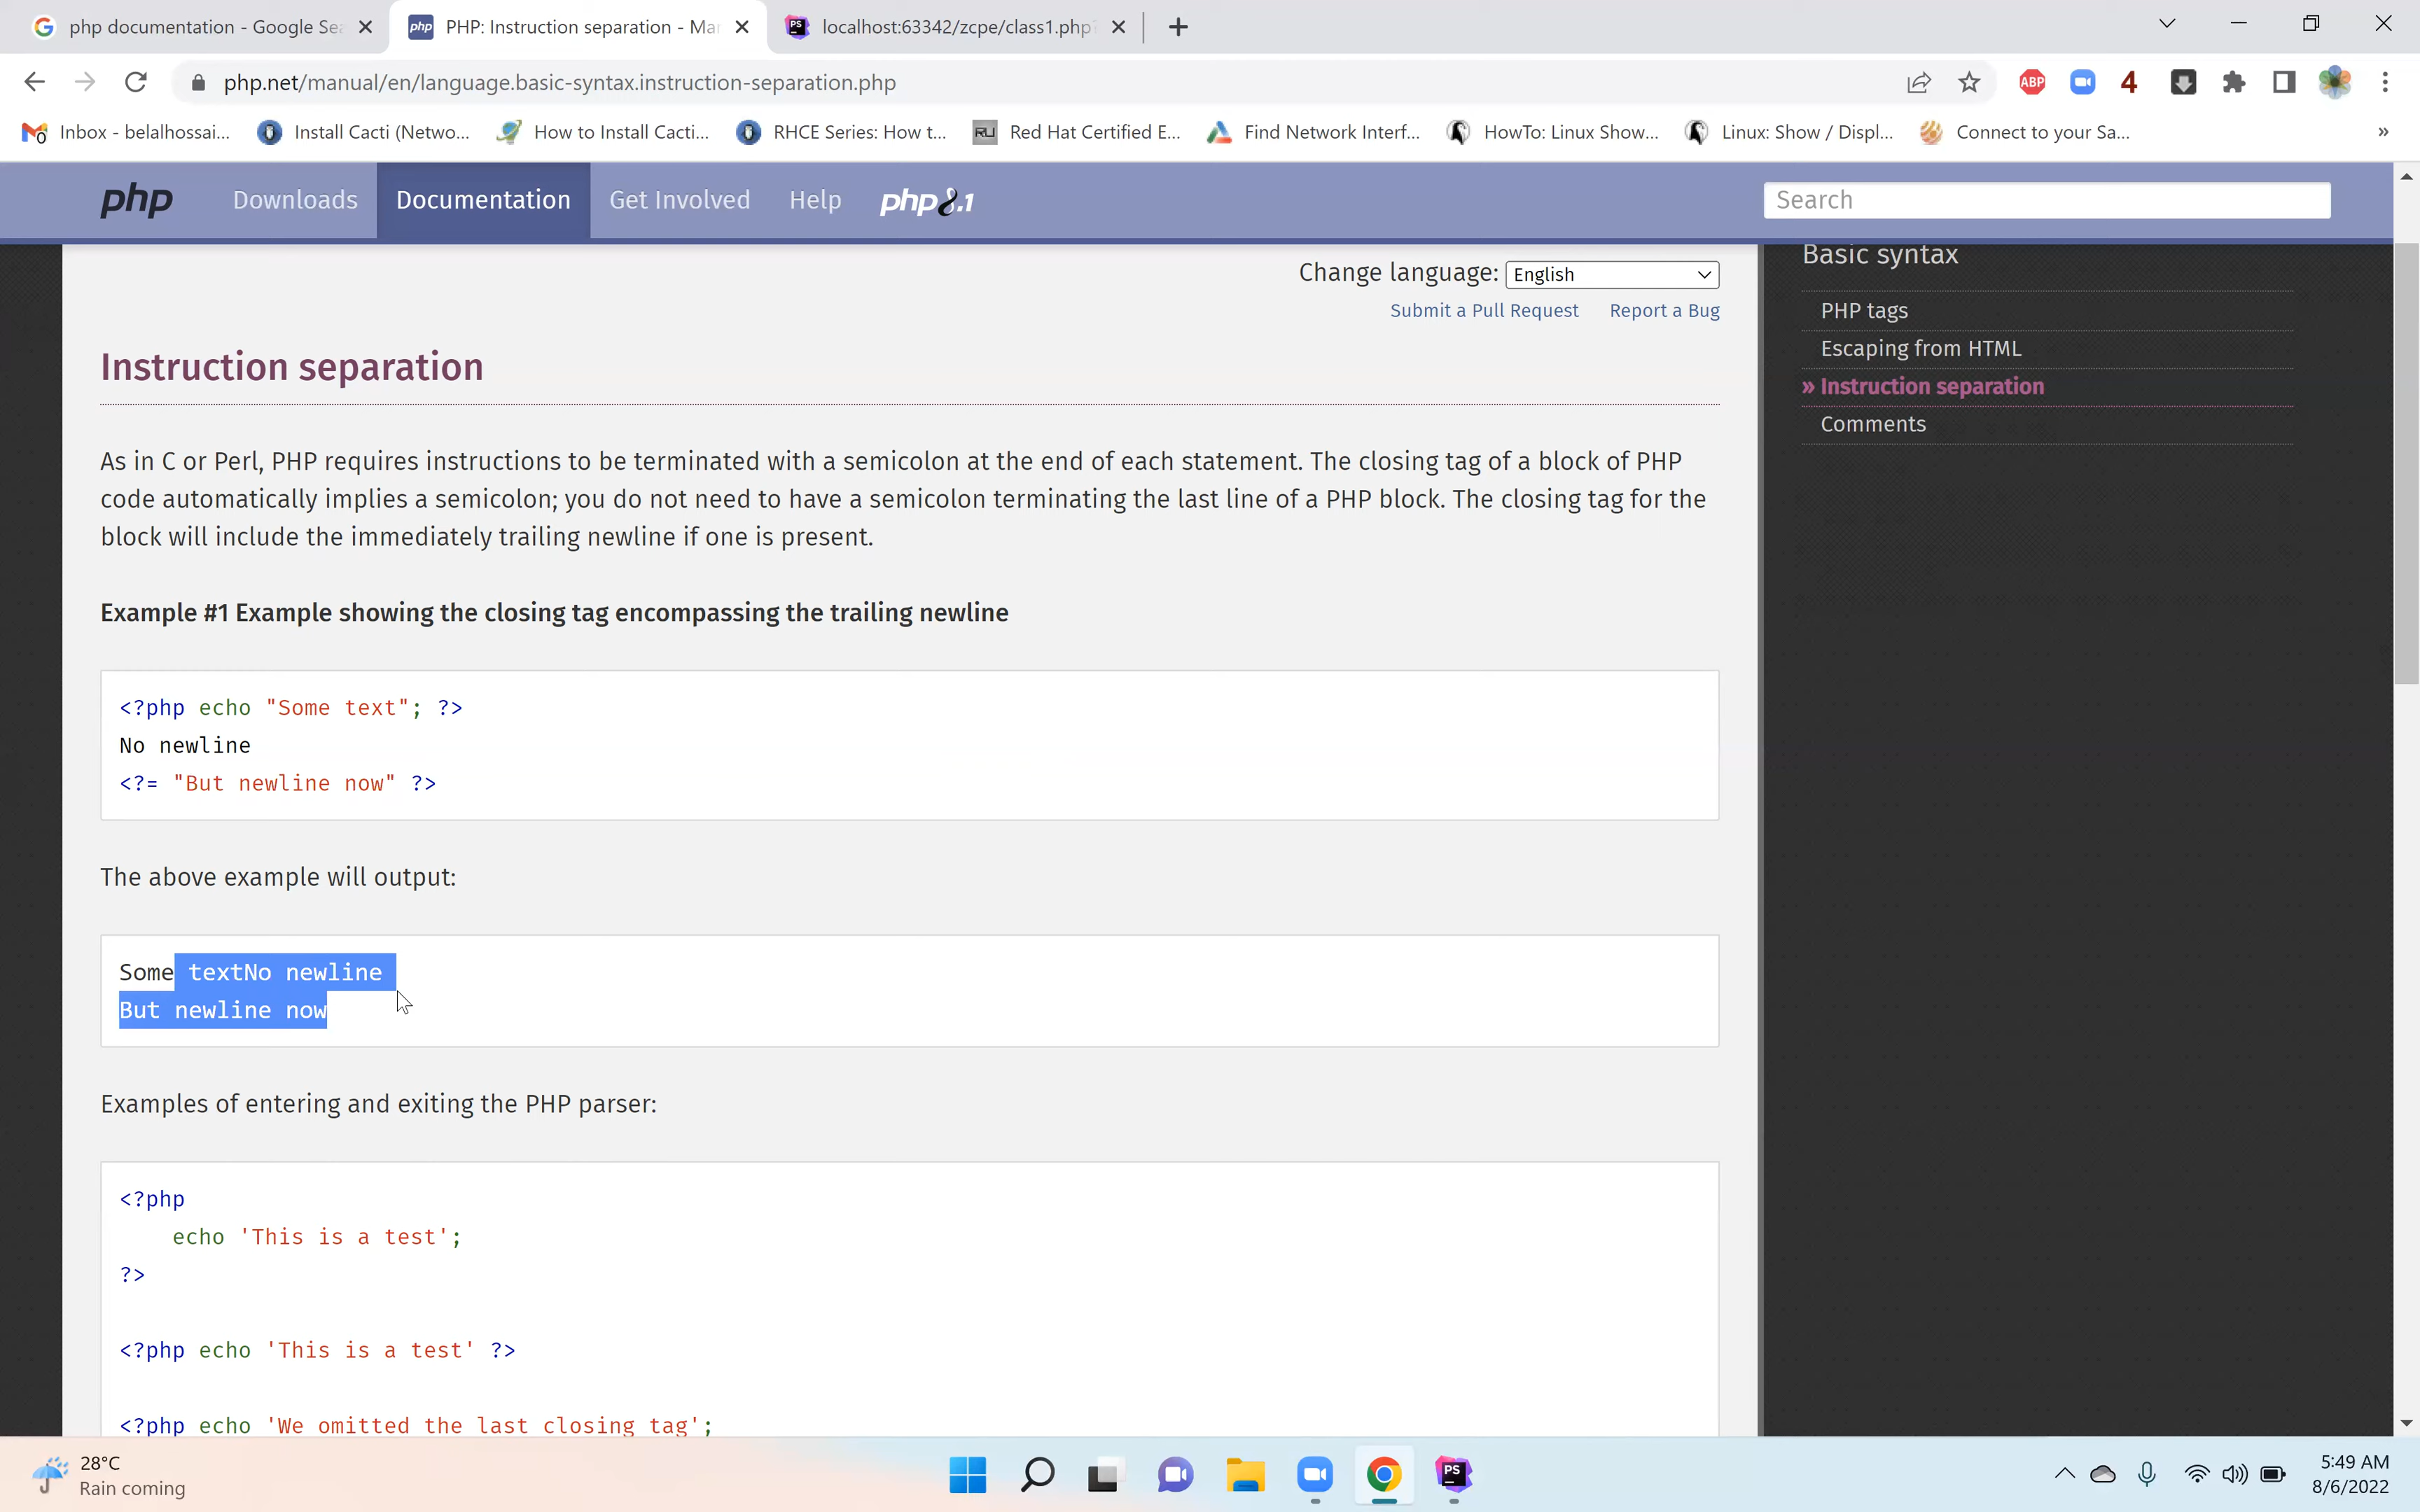 php documentation - Google Sea
PHP: Instruction separation - Mar
localhost:63342/zcpe/class1.php?
php.net/manual/en/language.basic-syntax.instruction-separation.php
ABP
4
Inbox - belalhossai...
Install Cacti (Netwo...
How to Install Cacti...
RHCE Series: How t...
Red Hat Certified E...
Find Network Interf...
HowTo: Linux Show...
Linux: Show / Displ...
Connect to your Sa...
»
php
Downloads
Documentation
Get Involved
Help
php8.1
Search
Change language: English
Submit a Pull Request Report a Bug
Instruction separation
As in C or Perl, PHP requires instructions to be terminated with a semicolon at the end of each statement. The closing tag of a block of PHP
code automatically implies a semicolon; you do not need to have a semicolon terminating the last line of a PHP block. The closing tag for the
block will include the immediately trailing newline if one is present.
Example #1 Example showing the closing tag encompassing the trailing newline
<?php echo "Some text"; ?>
No newline
<?= "But newline now" ?>
The above example will output:
Some textNo newline
But newline now
Examples of entering and exiting the PHP parser:
<?php
    echo 'This is a test';
?>
<?php echo 'This is a test' ?>
<?php echo 'We omitted the last closing tag';
Basic syntax
PHP tags
Escaping from HTML
» Instruction separation
Comments
28°C
Rain coming
PS
5:49 AM
8/6/2022